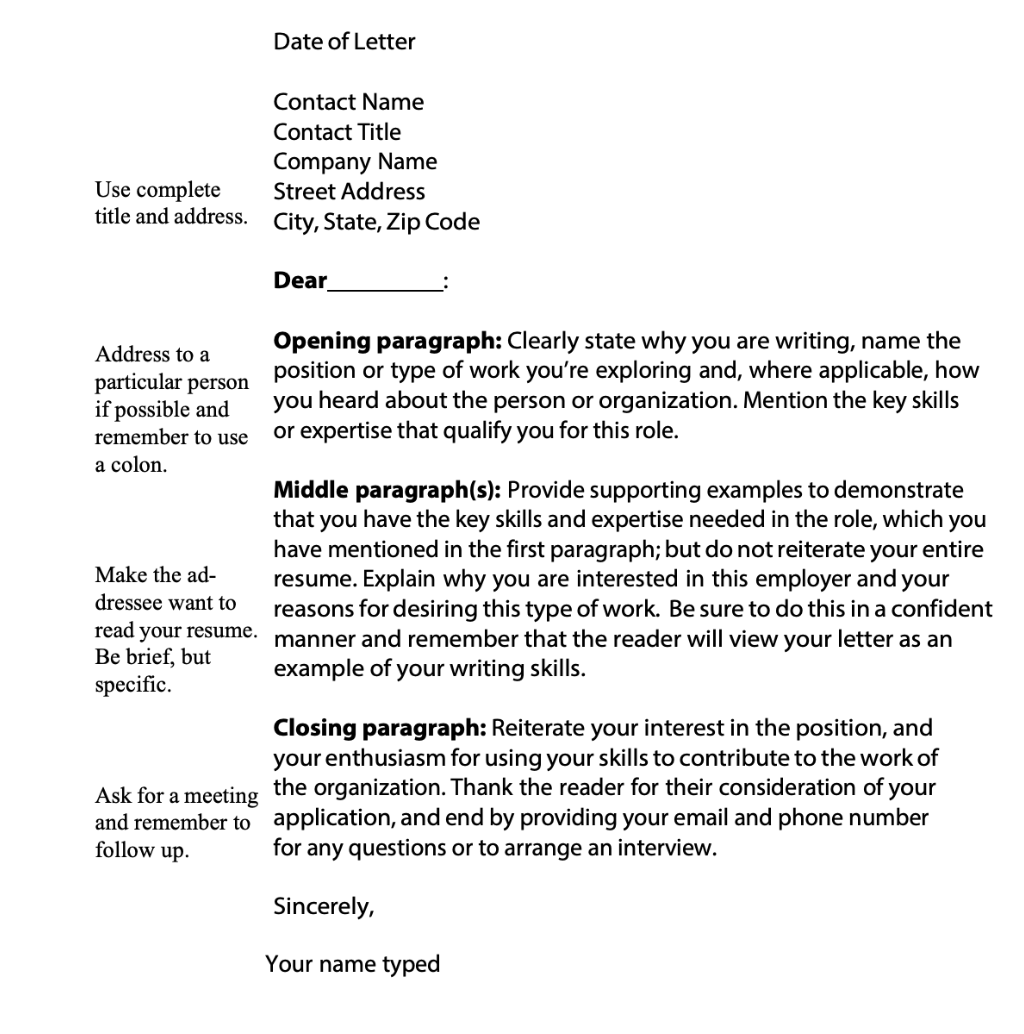 Date of Letter
Contact Name
Contact Title
Company Name
Street Address
City, State, Zip Code
Use complete
title and address.
Dear_________:
Address to a
particular person
if possible and
remember to use
a colon.
Opening paragraph: Clearly state why you are writing, name the
position or type of work you’re exploring and, where applicable, how
you heard about the person or organization. Mention the key skills
or expertise that qualify you for this role.
Make the ad-
dressee want to
read your resume.
Be brief, but
specific.
Middle paragraph(s): Provide supporting examples to demonstrate
that you have the key skills and expertise needed in the role, which you
have mentioned in the first paragraph; but do not reiterate your entire
resume. Explain why you are interested in this employer and your
reasons for desiring this type of work.  Be sure to do this in a confident
manner and remember that the reader will view your letter as an
example of your writing skills.
Ask for a meeting
and remember to
follow up.
Closing paragraph: Reiterate your interest in the position, and
your enthusiasm for using your skills to contribute to the work of
the organization. Thank the reader for their consideration of your
application, and end by providing your email and phone number
for any questions or to arrange an interview.
Sincerely,
Your name typed